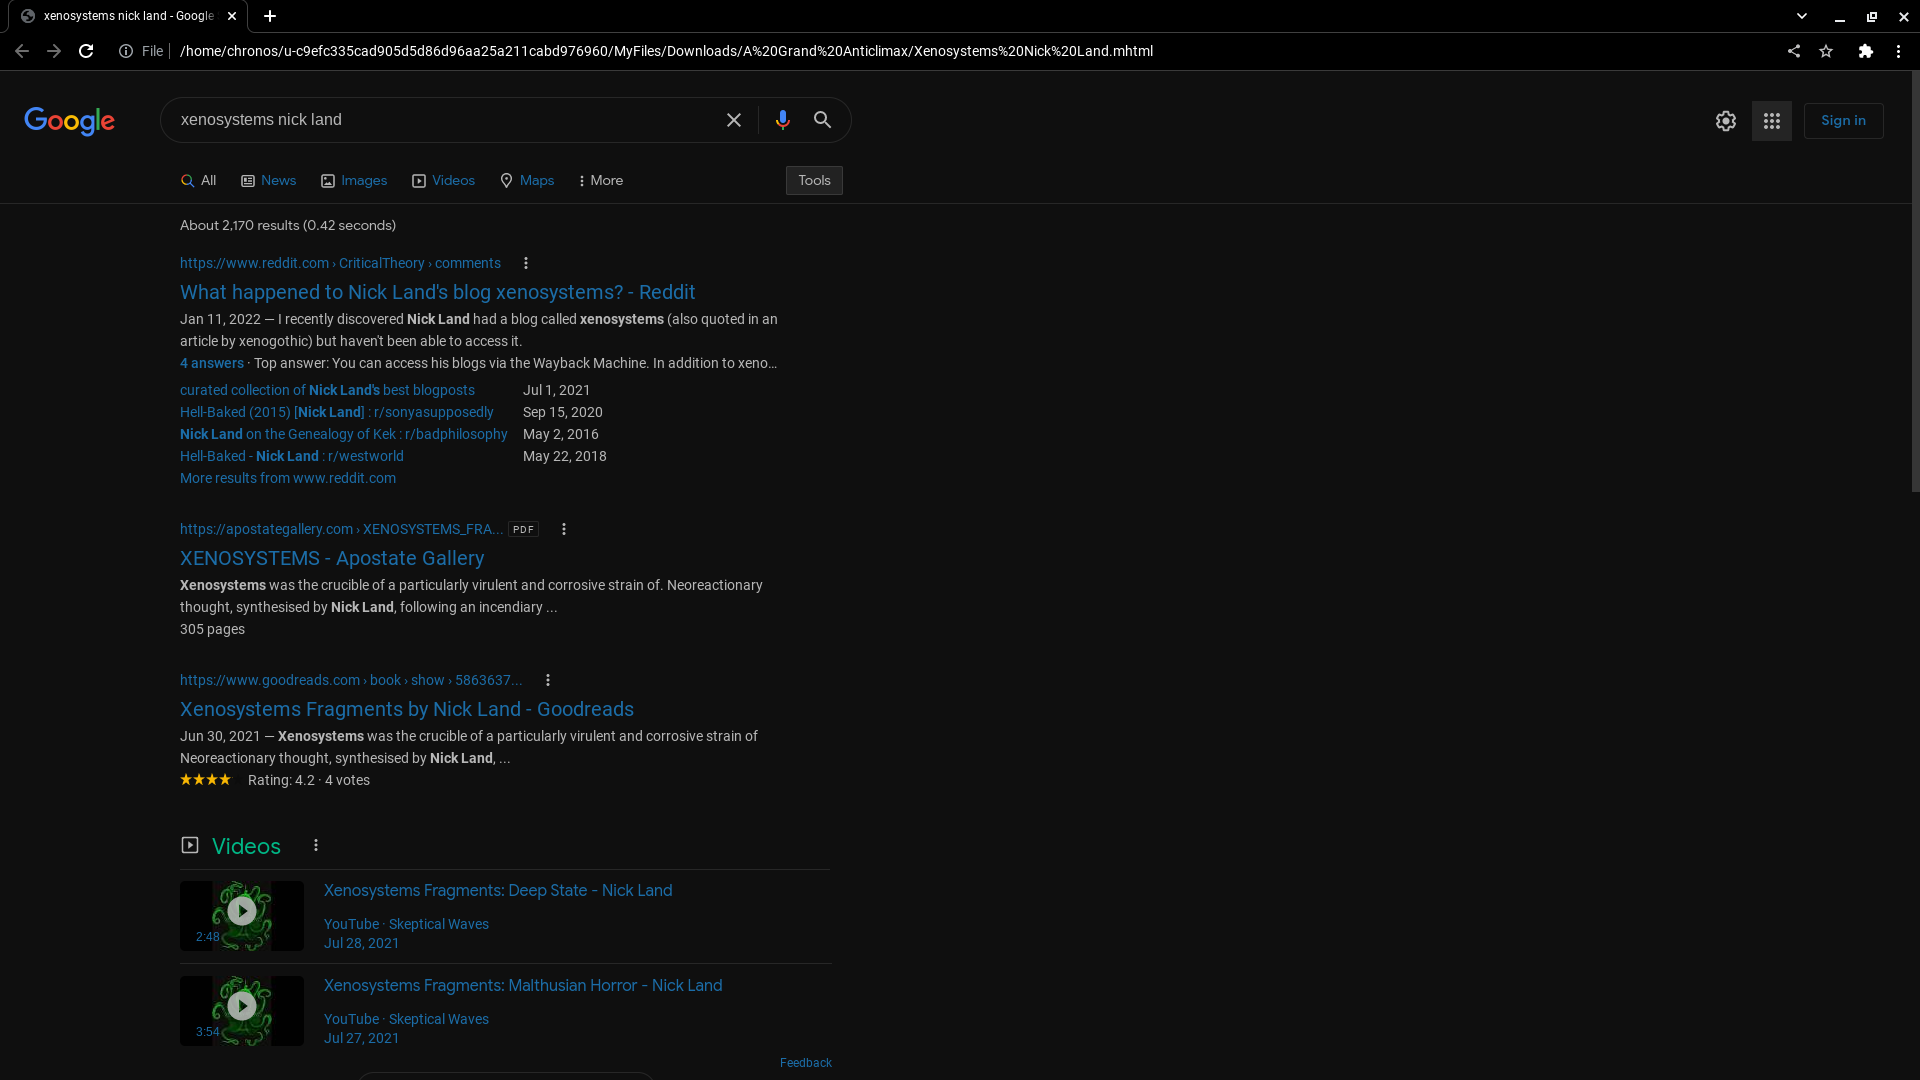 xenosystems nick land - Google
File
/home/chronos/u-c9efc335cad905d5d86d96aa25a211cabd976960/MyFiles/Downloads/A%20Grand%20Anticlimax/Xenosystems%20Nick%20Land.mhtml
Google
xenosystems nick land
Sign in
All
News
Images
Videos
Maps
More
Tools
About 2,170 results (0.42 seconds)
https://www.reddit.com › CriticalTheory › comments
What happened to Nick Land's blog xenosystems? - Reddit
Jan 11, 2022 — I recently discovered Nick Land had a blog called xenosystems (also quoted in an
article by xenogothic) but haven't been able to access it.
4 answers · Top answer: You can access his blogs via the Wayback Machine. In addition to xeno…
curated collection of Nick Land's best blogposts Jul 1, 2021
Hell-Baked (2015) [Nick Land] : r/sonyasupposedly Sep 15, 2020
Nick Land on the Genealogy of Kek : r/badphilosophy May 2, 2016
Hell-Baked - Nick Land : r/westworld May 22, 2018
More results from www.reddit.com
https://apostategallery.com › XENOSYSTEMS_FRA... PDF
XENOSYSTEMS - Apostate Gallery
Xenosystems was the crucible of a particularly virulent and corrosive strain of. Neoreactionary
thought, synthesised by Nick Land, following an incendiary ...
305 pages
https://www.goodreads.com › book › show › 5863637...
Xenosystems Fragments by Nick Land - Goodreads
Jun 30, 2021 — Xenosystems was the crucible of a particularly virulent and corrosive strain of
Neoreactionary thought, synthesised by Nick Land, ...
Rating: 4.2 · 4 votes
Videos
2:48
Xenosystems Fragments: Deep State - Nick Land
YouTube · Skeptical Waves
Jul 28, 2021
3:54
Xenosystems Fragments: Malthusian Horror - Nick Land
YouTube · Skeptical Waves
Jul 27, 2021
Feedback